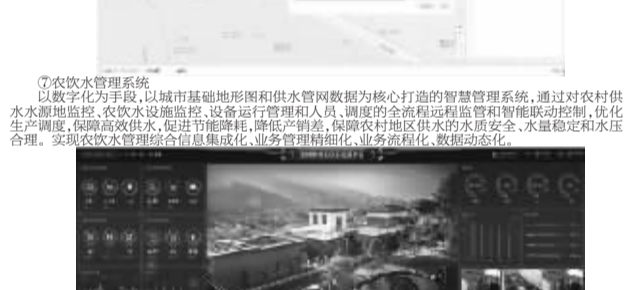 ⑦农饮水管理系统
以数字化为手段,以城市基础地形图和供水管网数据为核心打造的智慧管理系统,通过对农村供
水水源地监控、农饮水设施监控、设备运行管理和人员、调度的全流程远程监管和智能联动控制,优化
生产调度,保障高效供水,促进节能降耗,降低产销差,保障农村地区供水的水质安全、水量稳定和水压
合理。实现农饮水管理综合信息集成化、业务管理精细化、业务流程化、数据动态化。